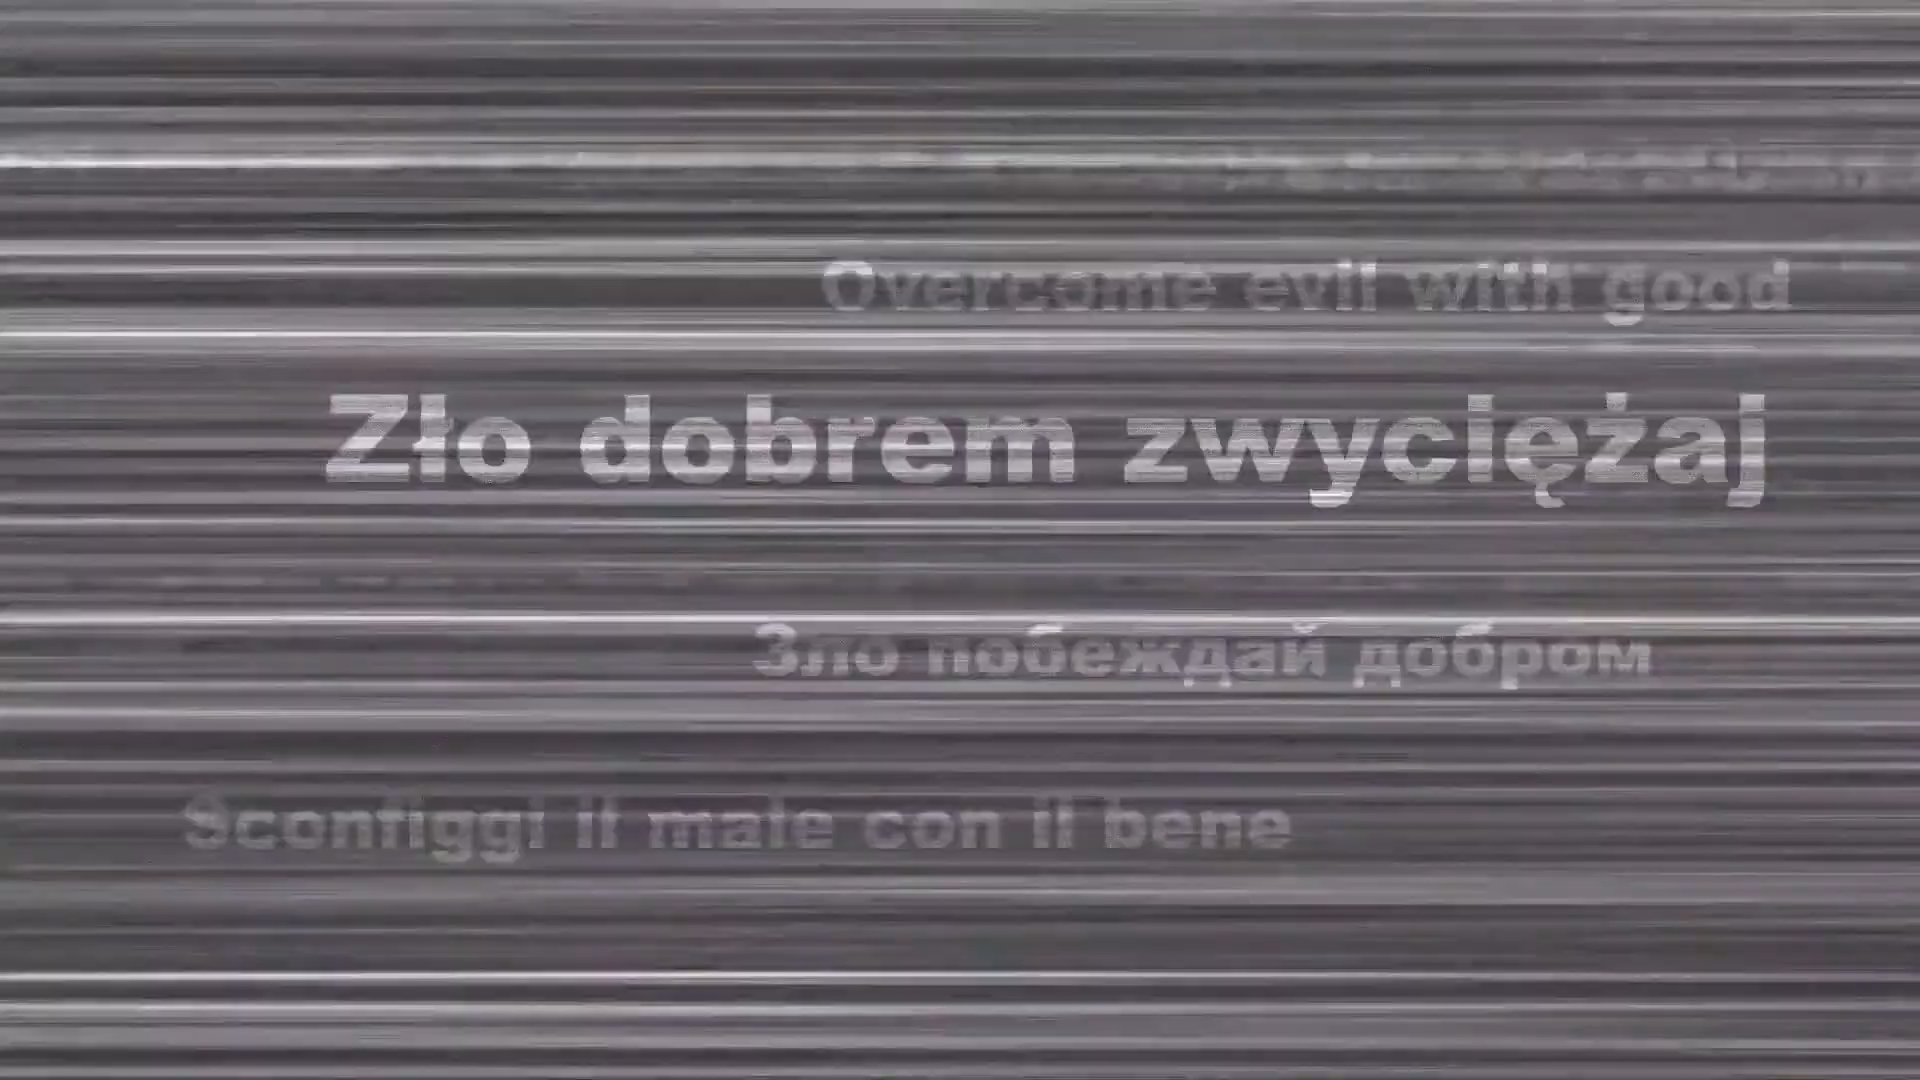 Overcome evil with good
Zło dobrem zwyciężaj
Зло побеждай добром
Sconfiggi il male con il bene